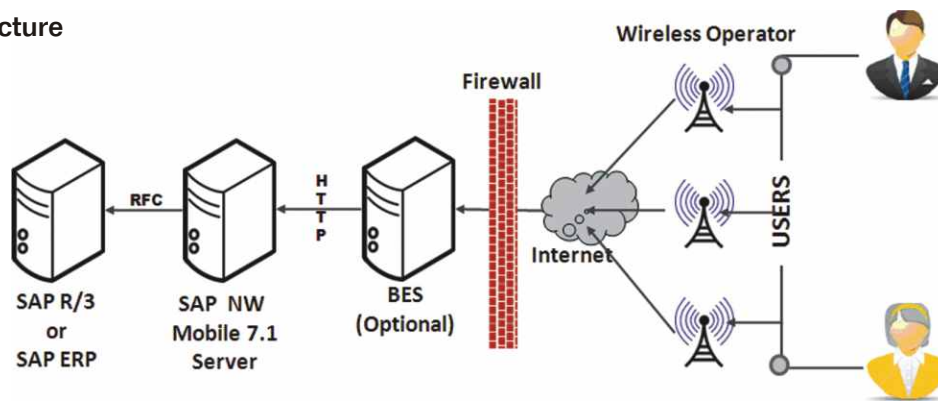 cture
Wireless Operator
Firewall
HTTP
RFC
USERS
Internet
SAP R/3
or
SAP ERP
SAP NW
Mobile 7.1
Server
BES
(Optional)